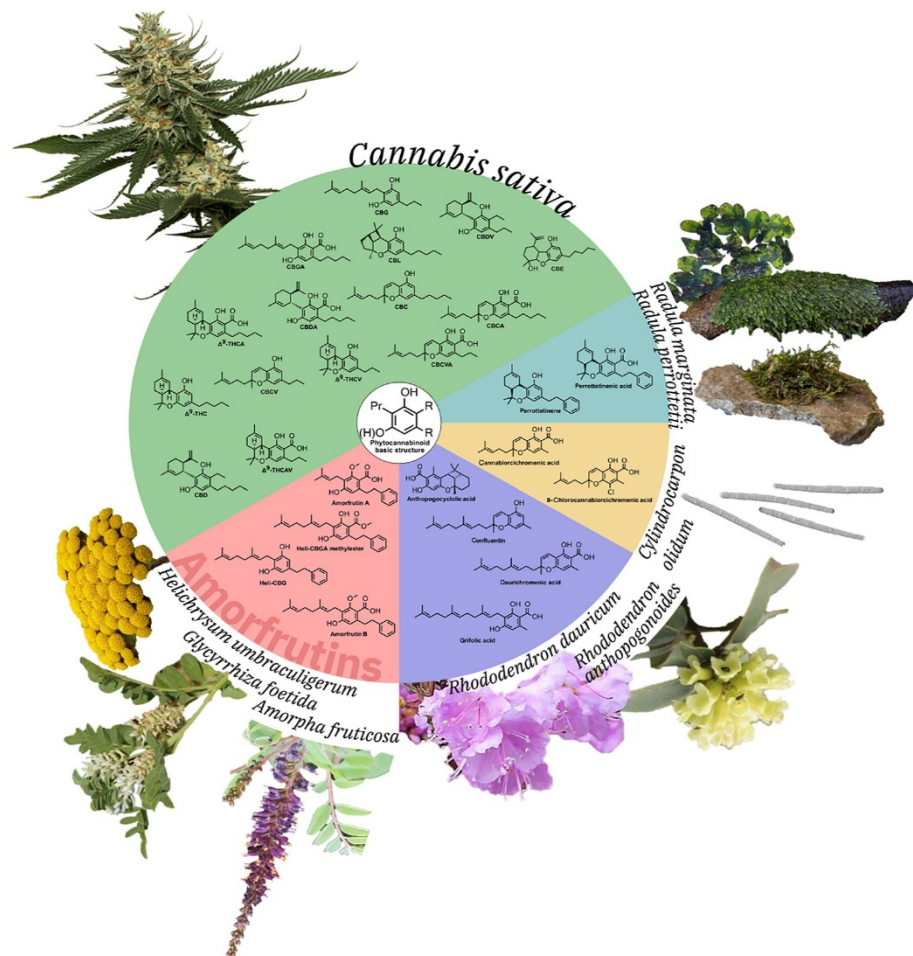 Cannabis sativa
CBG
CBDV
CBGA
CBL
CBE
CBDA
CBC
CBCA
Δ⁹-THCA
Δ⁹-THCV
CBCVA
CBCV
Δ⁹-THC
Δ⁹-THCAV
CBD
Radula marginata
Radula perrottetii
Perrottetinenic acid
Perrottetinene
Pr
OH
R
(H)O
R
Phytocannabinoid
basic structure
Cannabiorcichromenic acid
8-Chlorocannabiorcichromenic acid
Cylindrocarpon
olidum
Anthopogocyclolic acid
Confluentin
Daurichromenic acid
Grifolic acid
Rhododendron dauricum
Rhododendron
anthopogonoides
Amorfrutin A
Heli-CBGA methylester
Heli-CBG
Amorfrutin B
Amorfrutins
Helichrysum umbraculigerum
Glycyrrhiza foetida
Amorpha fruticosa